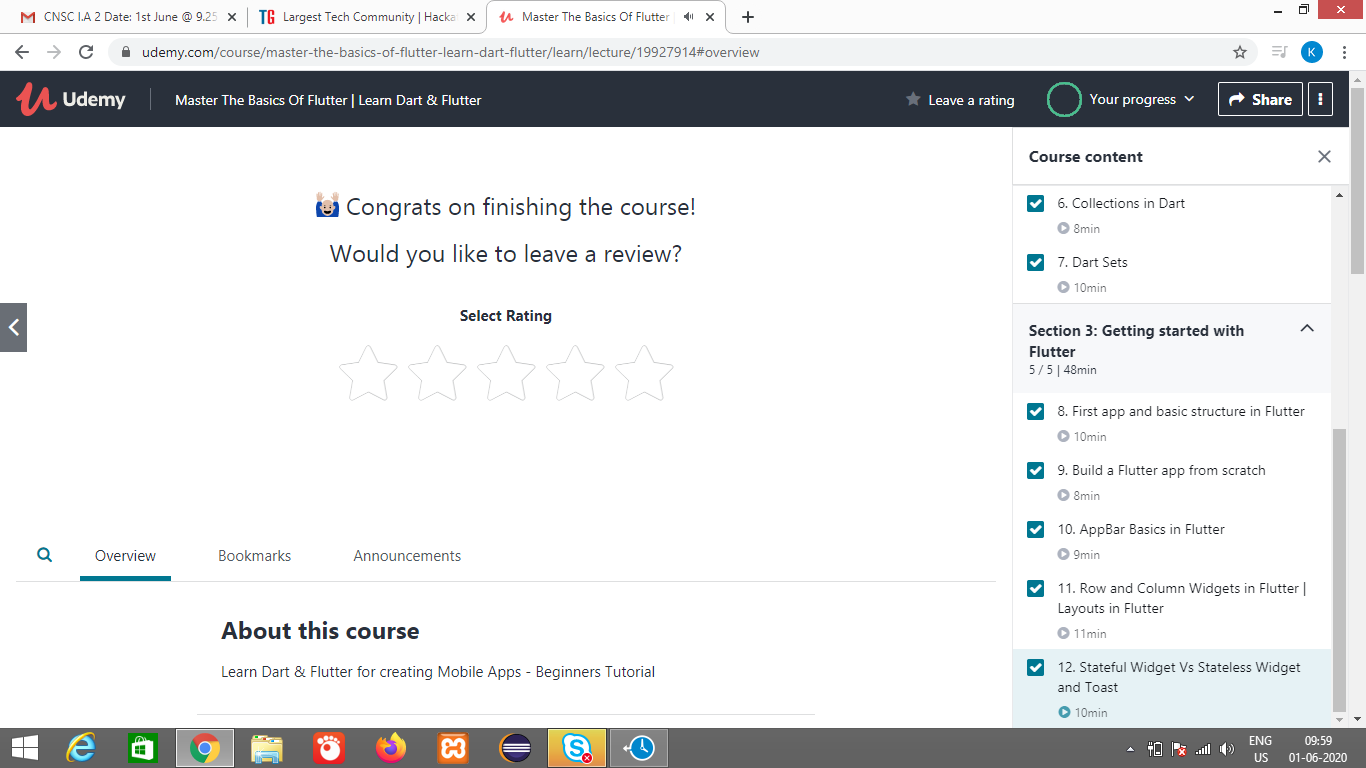 CNSC I.A 2 Date: 1st June @ 9.25
TG Largest Tech Community | Hacka
Master The Basics Of Flutter
udemy.com/course/master-the-basics-of-flutter-learn-dart-flutter/learn/lecture/19927914#overview
K
Udemy
Master The Basics Of Flutter | Learn Dart & Flutter
Leave a rating
Your progress
Share
Congrats on finishing the course!
Would you like to leave a review?
Select Rating
Overview
Bookmarks
Announcements
About this course
Learn Dart & Flutter for creating Mobile Apps - Beginners Tutorial
Course content
6. Collections in Dart
8min
7. Dart Sets
10min
Section 3: Getting started with
Flutter
5 / 5 | 48min
8. First app and basic structure in Flutter
10min
9. Build a Flutter app from scratch
8min
10. AppBar Basics in Flutter
9min
11. Row and Column Widgets in Flutter |
Layouts in Flutter
11min
12. Stateful Widget Vs Stateless Widget
and Toast
10min
ENG
US
09:59
01-06-2020